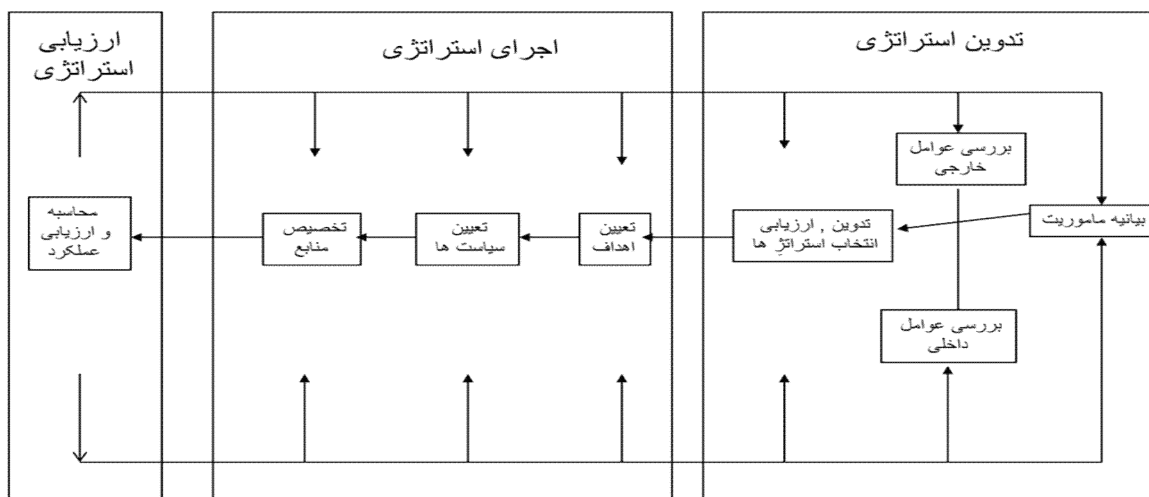 تدوین استراتژی
اجرای استراتژی
ارزیابی
استراتژی
بررسی عوامل
خارجی
بیانیه ماموریت
تدوین , ارزیابی
انتخاب استراتژِ ها
تعیین
اهداف
تعیین
سیاست ها
تخصیص
منابع
محاسبه
و ارزیابی
عملکرد
بررسی عوامل
داخلی